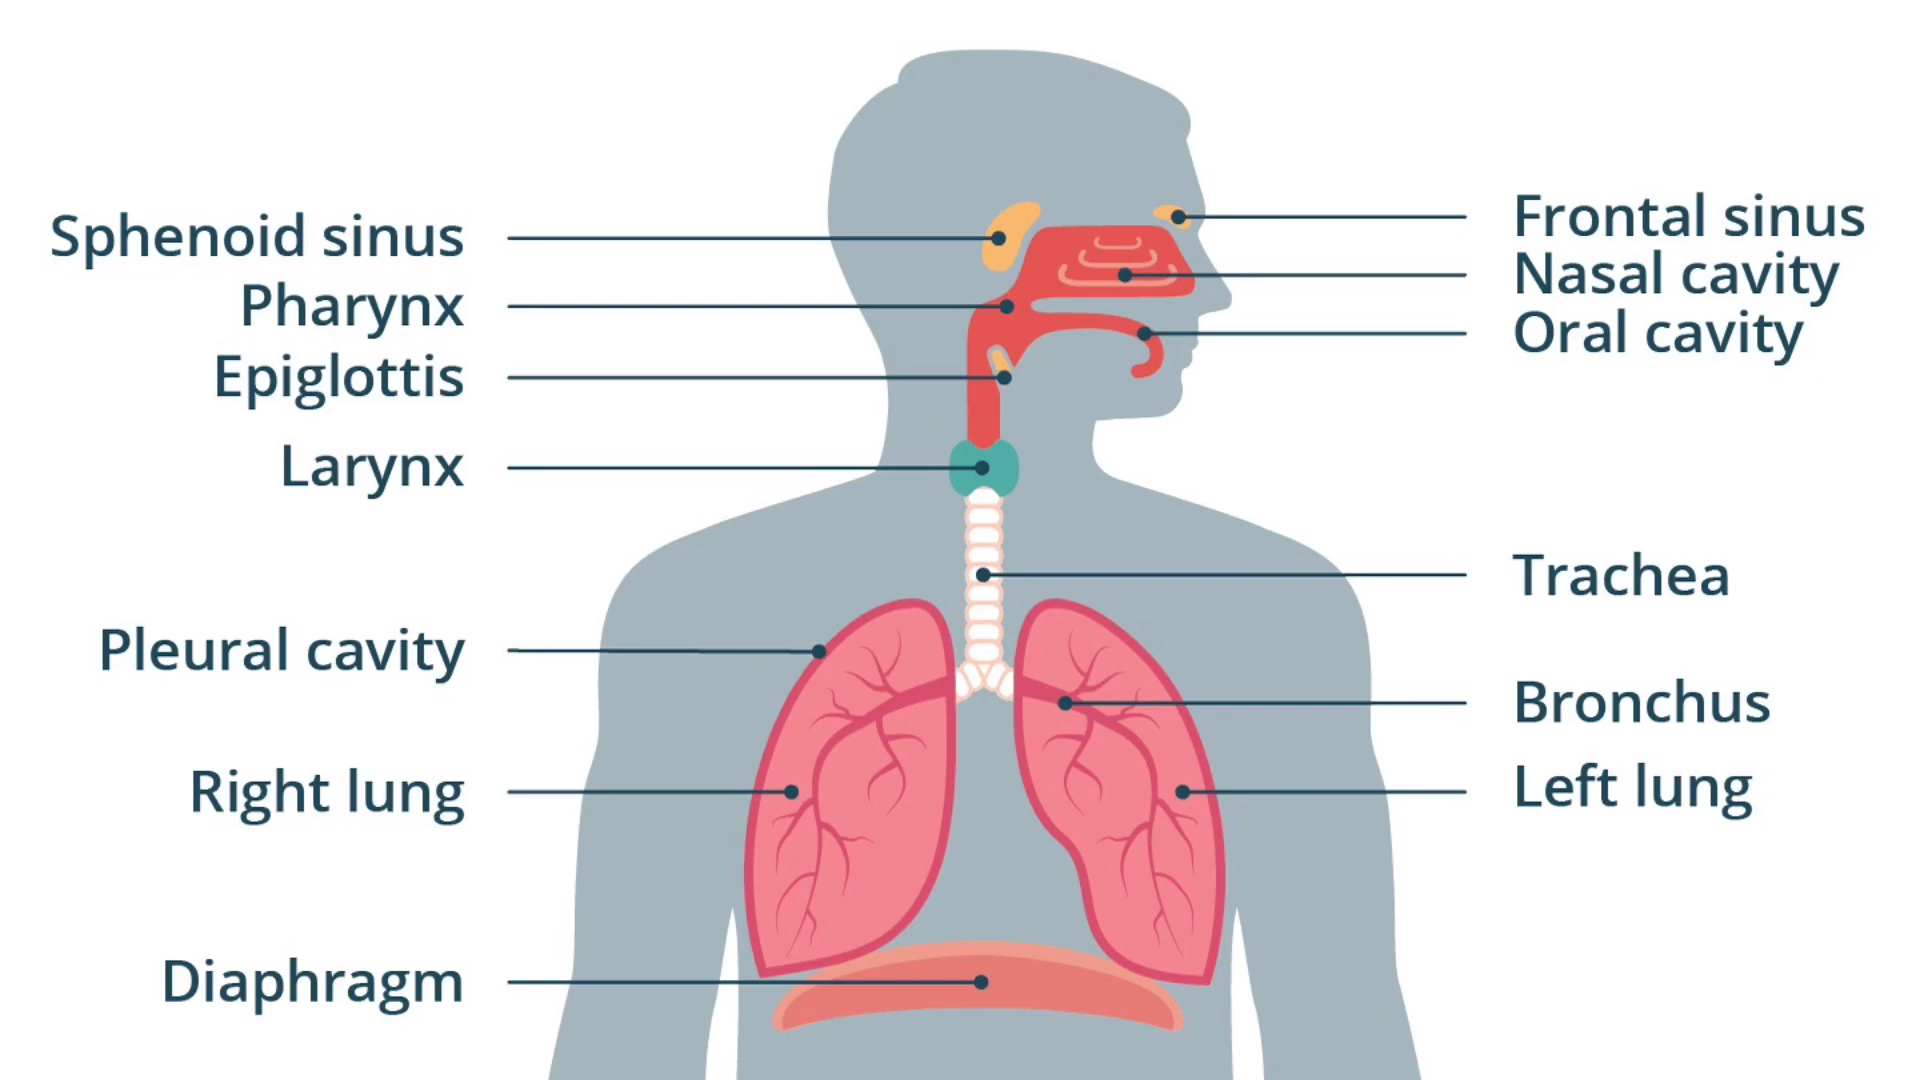 Sphenoid sinus
Pharynx
Epiglottis
Larynx
Pleural cavity
Right lung
Diaphragm
Frontal sinus
Nasal cavity
Oral cavity
Trachea
Bronchus
Left lung